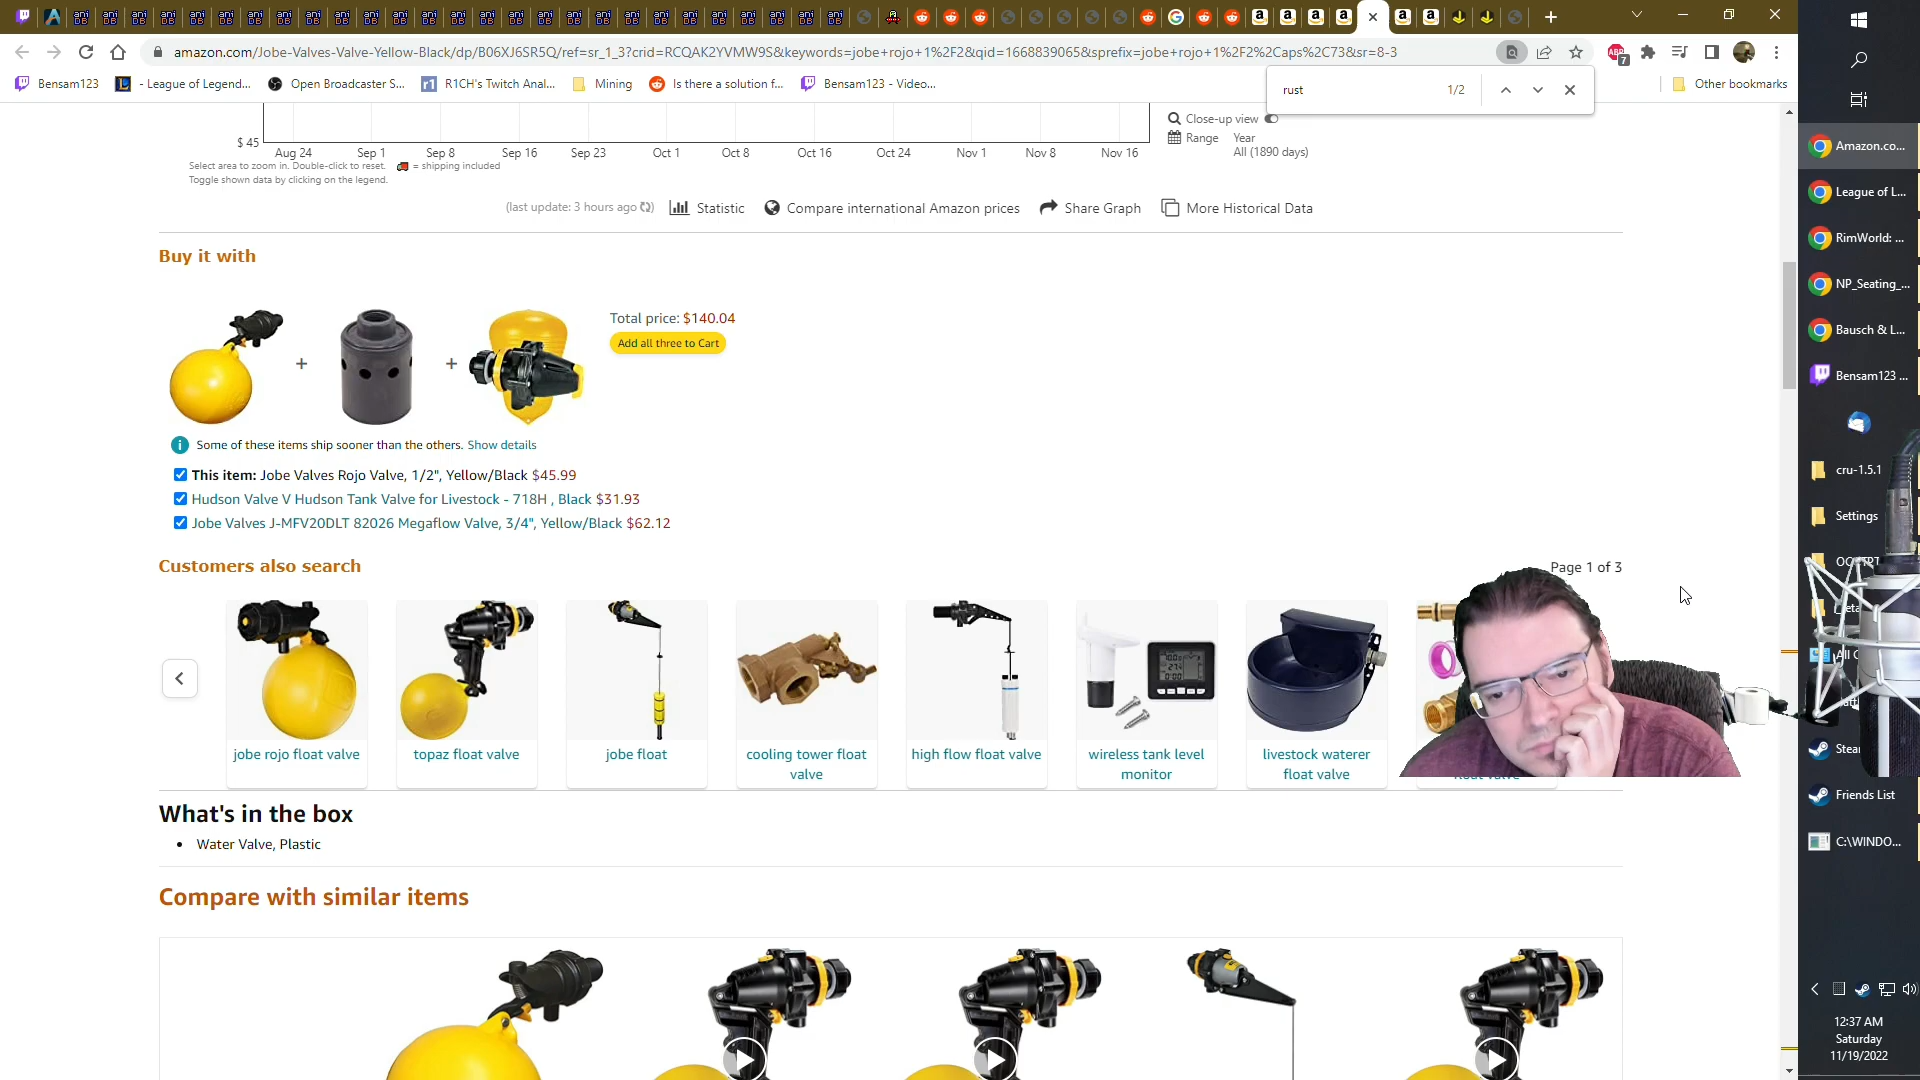 amazon.com/Jobe-Valves-Valve-Yellow-Black/dp/B06XJ6SR5Q/ref=sr_1_3?crid=RCQAK2YVMW9S&keywords=jobe+rojo+1%2F2&qid=1668839065&sprefix=jobe+rojo+1%2F2%2Caps%2C73&sr=8-3
Bensam123
- League of Legend...
Open Broadcaster S...
R1CH's Twitch Anal...
Mining
Is there a solution f...
Bensam123 - Video...
Other bookmarks
rust
1/2
$ 45
Aug 24
Sep 1
Sep 8
Sep 16
Sep 23
Oct 1
Oct 8
Oct 16
Oct 24
Nov 1
Nov 8
Nov 16
Close-up view
Range
Year
All (1890 days)
Select area to zoom in. Double-click to reset.
= shipping included
Toggle shown data by clicking on the legend.
(last update: 3 hours ago)
Statistic
Compare international Amazon prices
Share Graph
More Historical Data
Buy it with
+
+
Total price: $140.04
Add all three to Cart
Some of these items ship sooner than the others. Show details
This item: Jobe Valves Rojo Valve, 1/2", Yellow/Black $45.99
Hudson Valve V Hudson Tank Valve for Livestock - 718H , Black $31.93
Jobe Valves J-MFV20DLT 82026 Megaflow Valve, 3/4", Yellow/Black $62.12
Customers also search
Page 1 of 3
jobe rojo float valve
topaz float valve
jobe float
cooling tower float
valve
high flow float valve
wireless tank level
monitor
livestock waterer
float valve
What's in the box
• Water Valve, Plastic
Compare with similar items
Amazon.co...
League of L...
RimWorld: ...
NP_Seating_...
Bausch & L...
Bensam123 ...
cru-1.5.1
Settings
Friends List
C:\WINDO...
12:37 AM
Saturday
11/19/2022